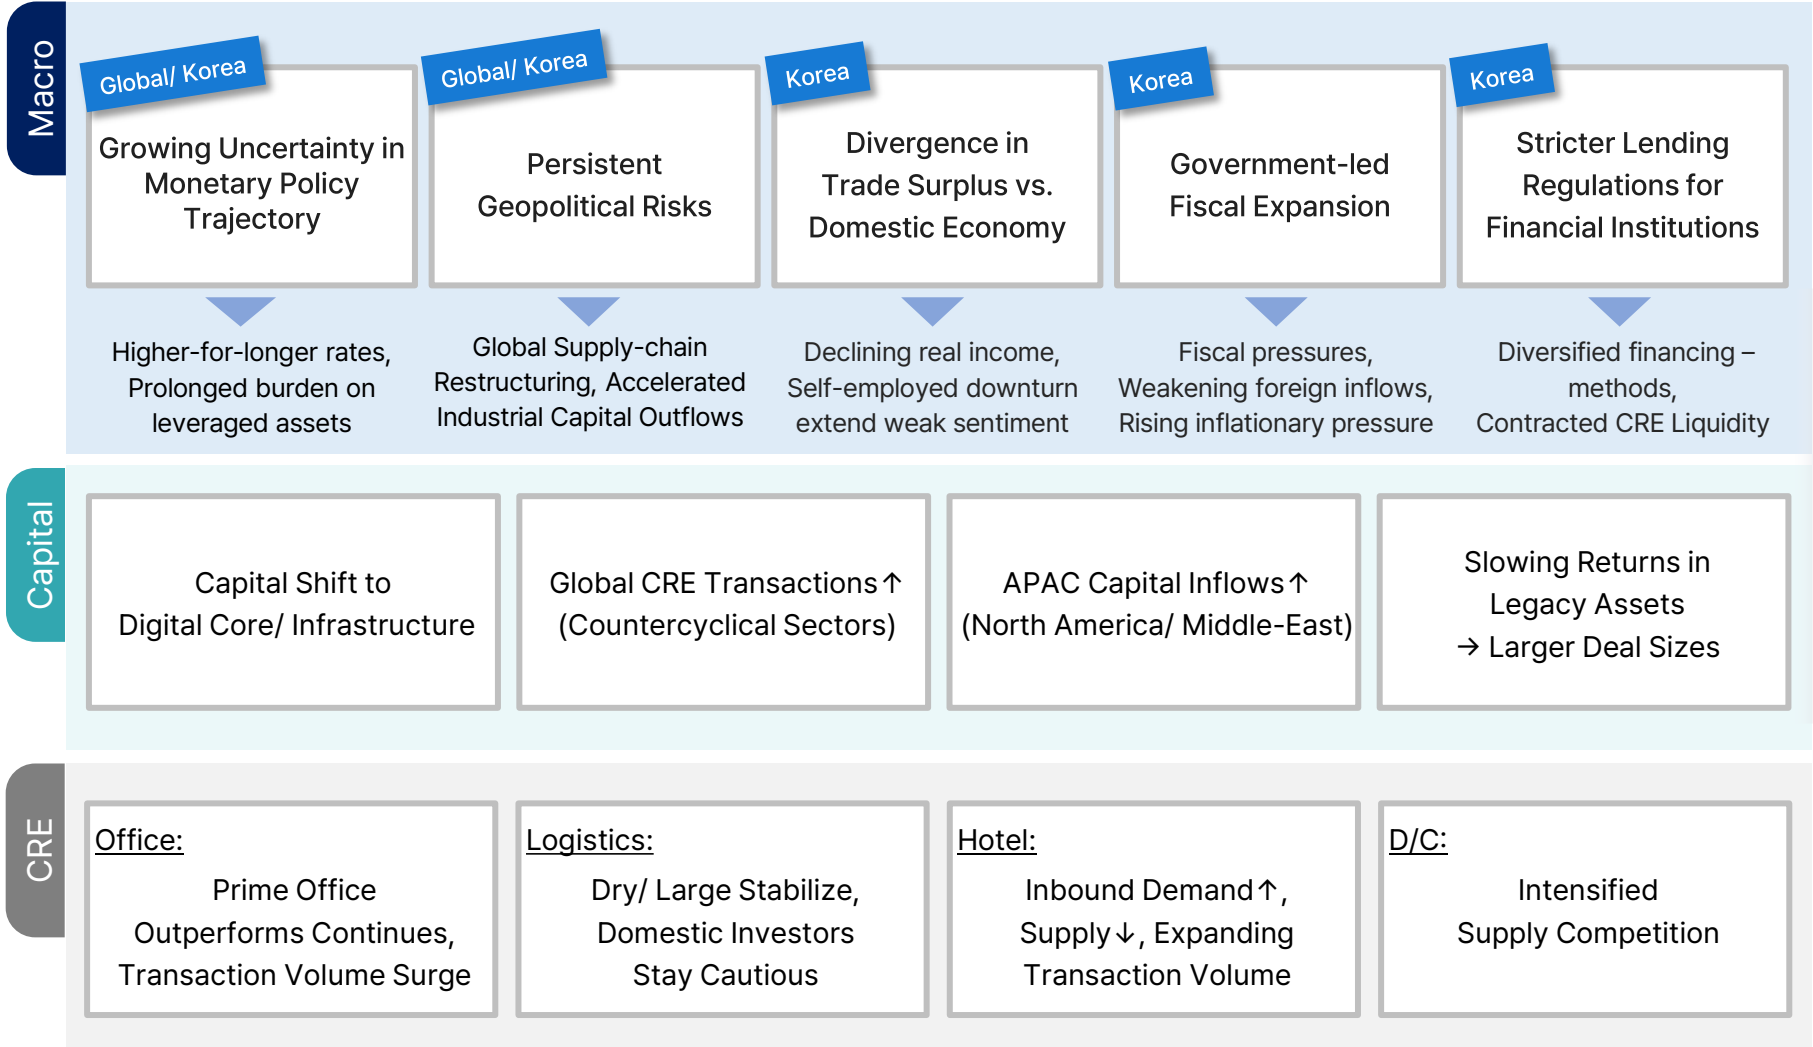 Macro
Global/ Korea
Growing Uncertainty in
Monetary Policy
Trajectory
Higher-for-longer rates,
Prolonged burden on
leveraged assets
Global/ Korea
Persistent
Geopolitical Risks
Global Supply-chain
Restructuring, Accelerated
Industrial Capital Outflows
Korea
Divergence in
Trade Surplus vs.
Domestic Economy
Declining real income,
Self-employed downturn
extend weak sentiment
Korea
Government-led
Fiscal Expansion
Fiscal pressures,
Weakening foreign inflows,
Rising inflationary pressure
Korea
Stricter Lending
Regulations for
Financial Institutions
Diversified financing –
methods,
Contracted CRE Liquidity
Capital
Capital Shift to
Digital Core/ Infrastructure
Global CRE Transactions↑
(Countercyclical Sectors)
APAC Capital Inflows↑
(North America/ Middle-East)
Slowing Returns in
Legacy Assets
→ Larger Deal Sizes
CRE
Office:
Prime Office
Outperforms Continues,
Transaction Volume Surge
Logistics:
Dry/ Large Stabilize,
Domestic Investors
Stay Cautious
Hotel:
Inbound Demand↑,
Supply↓, Expanding
Transaction Volume
D/C:
Intensified
Supply Competition